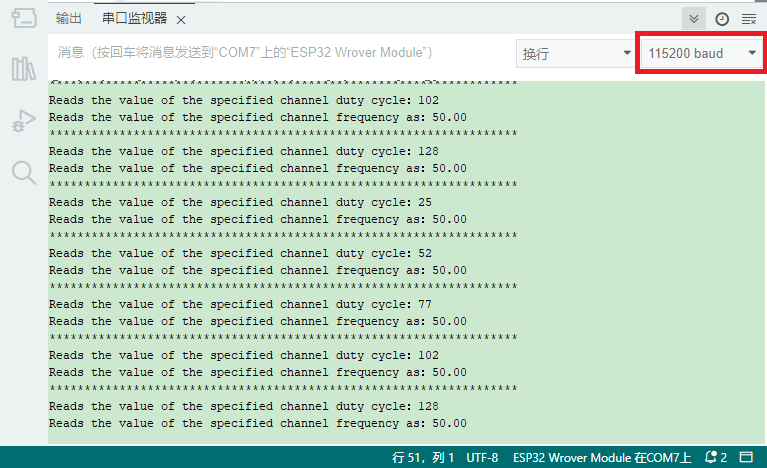 输出 串口监视器
消息（按回车将消息发送到“COM7”上的“ESP32 Wrover Module”） 换行 115200 baud
Reads the value of the specified channel duty cycle: 102
Reads the value of the specified channel frequency as: 50.00
*******************************************************************
Reads the value of the specified channel duty cycle: 128
Reads the value of the specified channel frequency as: 50.00
*******************************************************************
Reads the value of the specified channel duty cycle: 25
Reads the value of the specified channel frequency as: 50.00
*******************************************************************
Reads the value of the specified channel duty cycle: 52
Reads the value of the specified channel frequency as: 50.00
*******************************************************************
Reads the value of the specified channel duty cycle: 77
Reads the value of the specified channel frequency as: 50.00
*******************************************************************
Reads the value of the specified channel duty cycle: 102
Reads the value of the specified channel frequency as: 50.00
*******************************************************************
Reads the value of the specified channel duty cycle: 128
Reads the value of the specified channel frequency as: 50.00
行 51，列 1 UTF-8 ESP32 Wrover Module 在COM7上 2